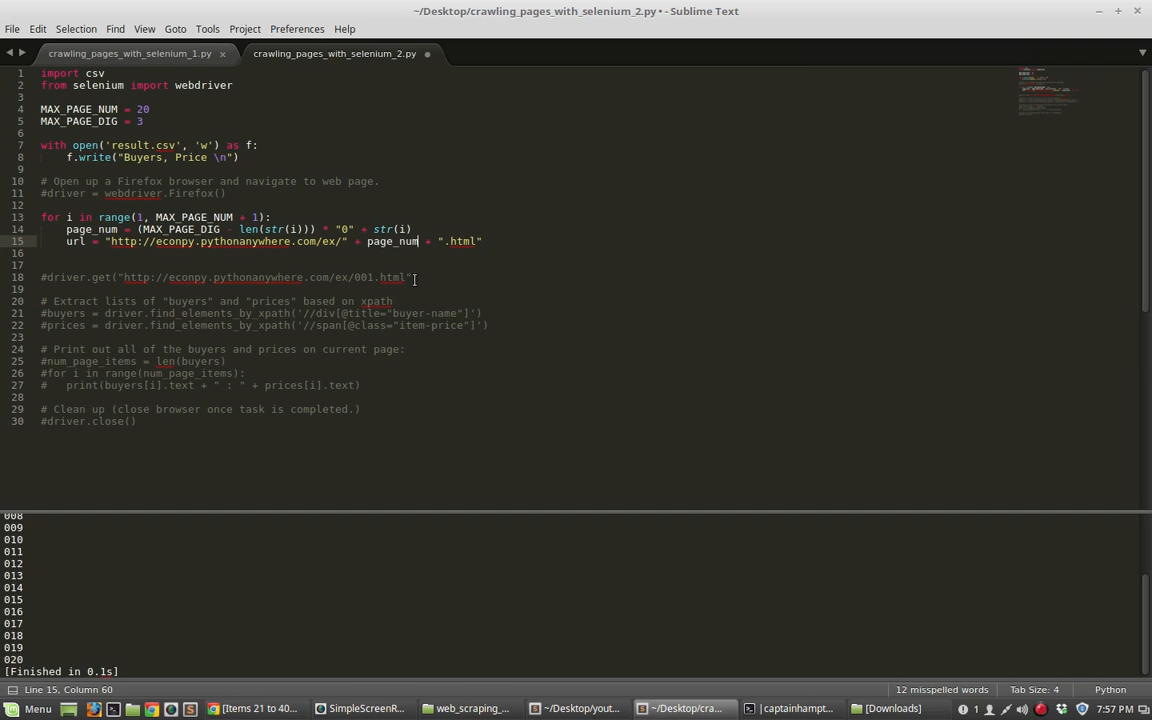 ~/Desktop/crawling_pages_with_selenium_2.py • - Sublime Text
File Edit Selection Find View Goto Tools Project Preferences Help
crawling_pages_with_selenium_1.py × crawling_pages_with_selenium_2.py
1 import csv
2 from selenium import webdriver
3
4 MAX_PAGE_NUM = 20
5 MAX_PAGE_DIG = 3
6
7 with open('result.csv', 'w') as f:
8     f.write("Buyers, Price \n")
9
10 # Open up a Firefox browser and navigate to web page.
11 #driver = webdriver.Firefox()
12
13 for i in range(1, MAX_PAGE_NUM + 1):
14     page_num = (MAX_PAGE_DIG - len(str(i))) * "0" + str(i)
15     url = "http://econpy.pythonanywhere.com/ex/" + page_num + ".html"
16
17
18 #driver.get("http://econpy.pythonanywhere.com/ex/001.html"
19
20 # Extract lists of "buyers" and "prices" based on xpath
21 #buyers = driver.find_elements_by_xpath('//div[@title="buyer-name"]')
22 #prices = driver.find_elements_by_xpath('//span[@class="item-price"]')
23
24 # Print out all of the buyers and prices on current page:
25 #num_page_items = len(buyers)
26 #for i in range(num_page_items):
27 #   print(buyers[i].text + " : " + prices[i].text)
28
29 # Clean up (close browser once task is completed.)
30 #driver.close()
008
009
010
011
012
013
014
015
016
017
018
019
020
[Finished in 0.1s]
Line 15, Column 60 12 misspelled words Tab Size: 4 Python
Menu [Items 21 to 40... SimpleScreenR... web_scraping_... ~/Desktop/yout... ~/Desktop/cra... |captainhampt... [Downloads] 1 7:57 PM